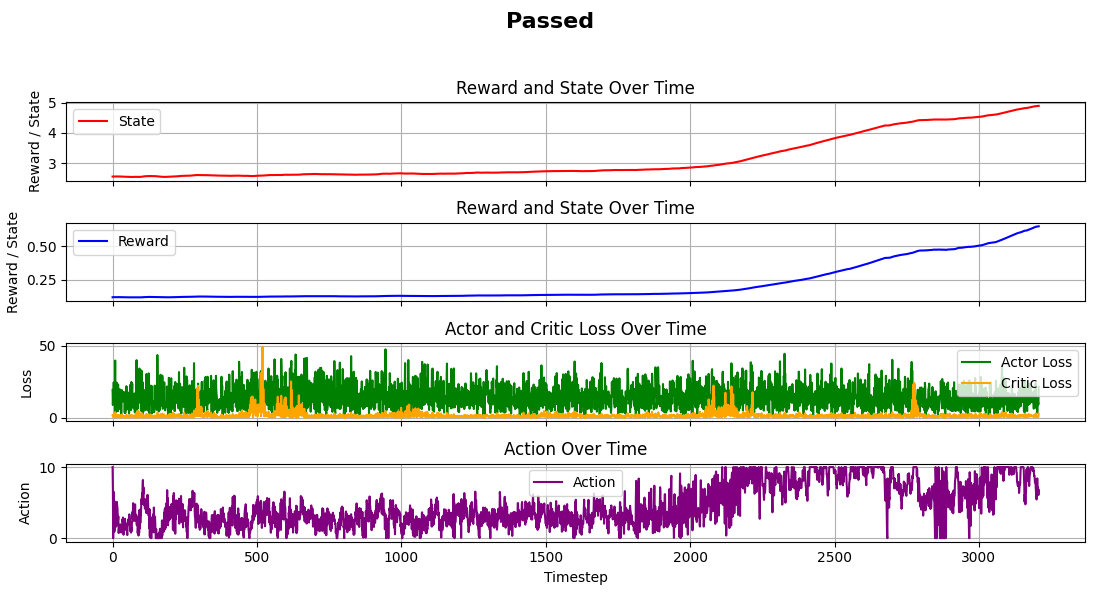 Passed
Reward and State Over Time
Reward / State
5
4
3
State
Reward and State Over Time
Reward / State
0.50
0.25
Reward
Actor and Critic Loss Over Time
Loss
50
0
Actor Loss
Critic Loss
Action Over Time
Action
10
0
Action
0 500 1000 1500 2000 2500 3000
Timestep